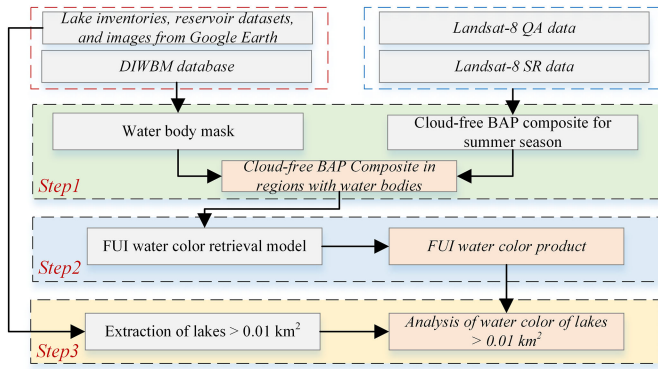 Lake inventories, reservoir datasets,
and images from Google Earth
DIWBM database
Landsat-8 QA data
Landsat-8 SR data
Water body mask
Cloud-free BAP composite for
summer season
Cloud-free BAP Composite in
regions with water bodies
Step1
FUI water color retrieval model
FUI water color product
Step2
Extraction of lakes > 0.01 km²
Analysis of water color of lakes
> 0.01 km²
Step3